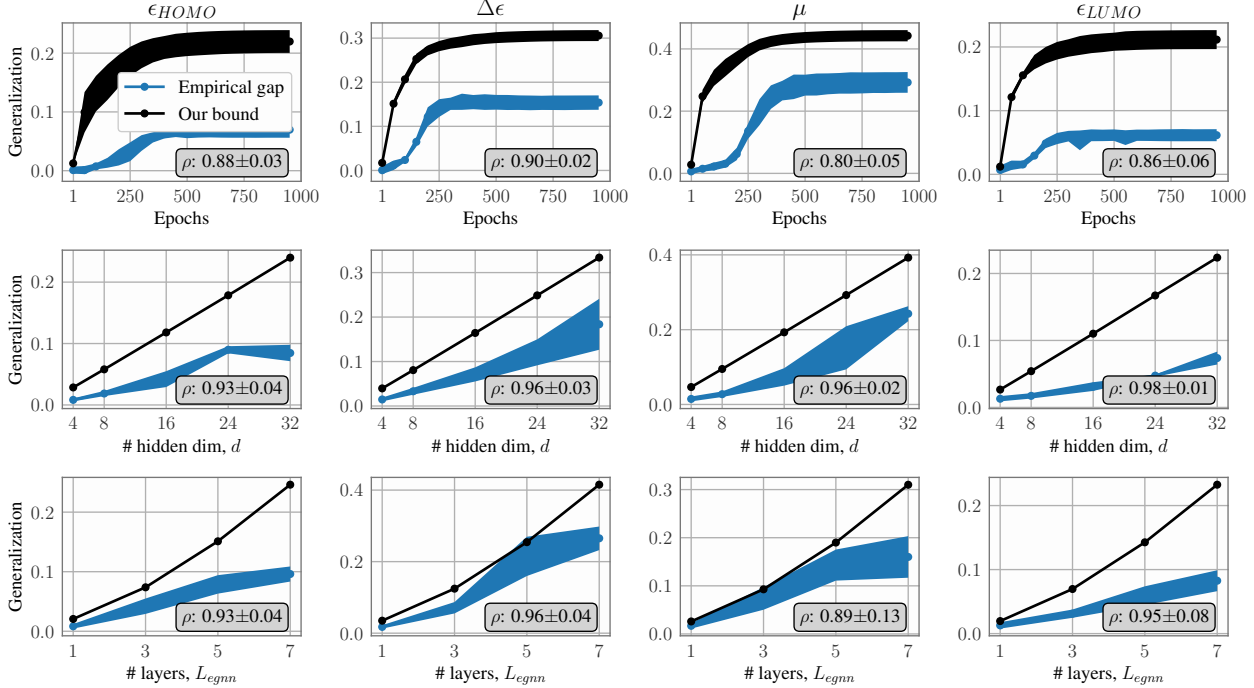 ϵ_HOMO Δϵ μ ϵ_LUMO
Generalization
0.2
0.1
0.0
Empirical gap
Our bound
ρ: 0.88±0.03
1 250 500 750 1000
Epochs
0.3
0.2
0.1
0.0
ρ: 0.90±0.02
1 250 500 750 1000
Epochs
0.4
0.2
0.0
ρ: 0.80±0.05
1 250 500 750 1000
Epochs
0.2
0.1
0.0
ρ: 0.86±0.06
1 250 500 750 1000
Epochs
Generalization
0.2
0.1
0.0
ρ: 0.93±0.04
4 8 16 24 32
# hidden dim, d
0.3
0.2
0.1
0.0
ρ: 0.96±0.03
4 8 16 24 32
# hidden dim, d
0.4
0.2
0.0
ρ: 0.96±0.02
4 8 16 24 32
# hidden dim, d
0.2
0.1
0.0
ρ: 0.98±0.01
4 8 16 24 32
# hidden dim, d
Generalization
0.2
0.1
0.0
ρ: 0.93±0.04
1 3 5 7
# layers, L_egnn
0.4
0.2
0.0
ρ: 0.96±0.04
1 3 5 7
# layers, L_egnn
0.3
0.2
0.1
0.0
ρ: 0.89±0.13
1 3 5 7
# layers, L_egnn
0.2
0.1
0.0
ρ: 0.95±0.08
1 3 5 7
# layers, L_egnn